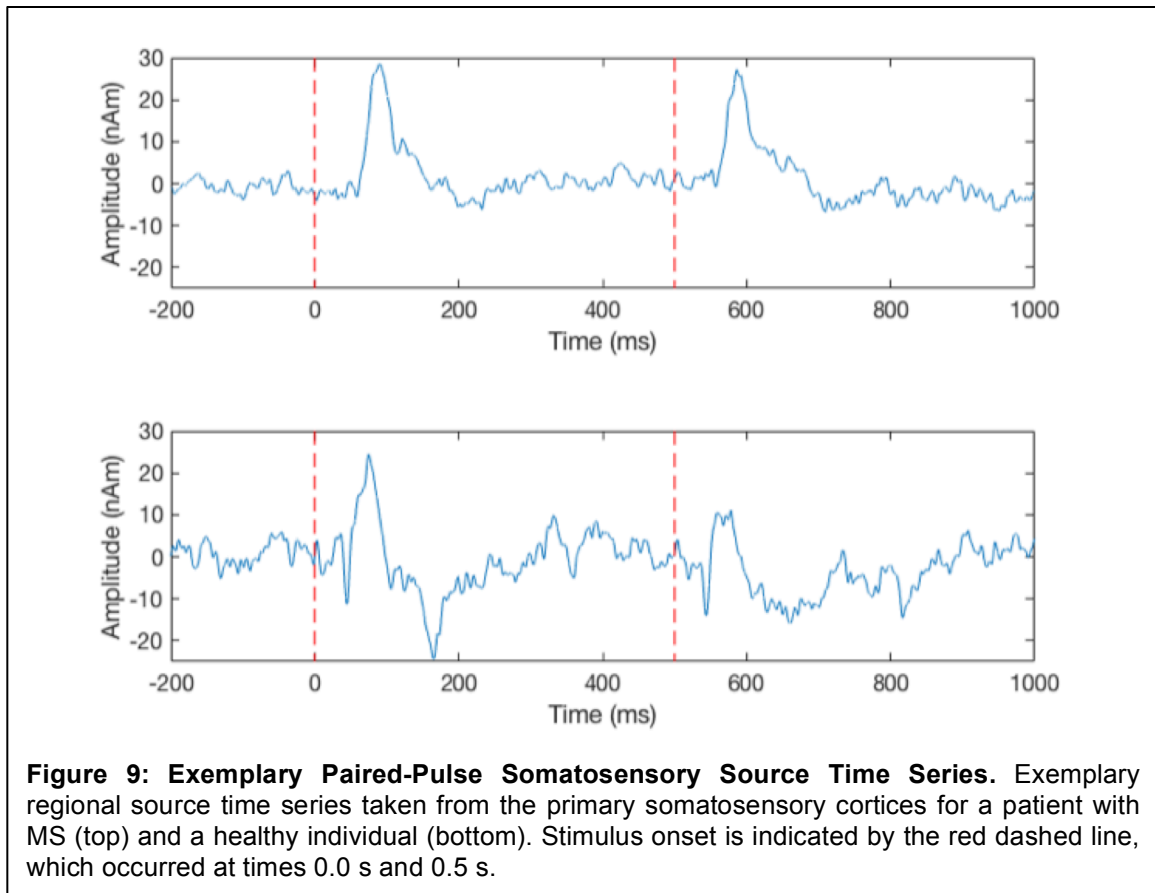 30
20
10
0
-10
-20
Amplitude (nAm)
-200 0 200 400 600 800 1000
Time (ms)
30
20
10
0
-10
-20
Amplitude (nAm)
-200 0 200 400 600 800 1000
Time (ms)
Figure 9: Exemplary Paired-Pulse Somatosensory Source Time Series. Exemplary
regional source time series taken from the primary somatosensory cortices for a patient with
MS (top) and a healthy individual (bottom). Stimulus onset is indicated by the red dashed line,
which occurred at times 0.0 s and 0.5 s.